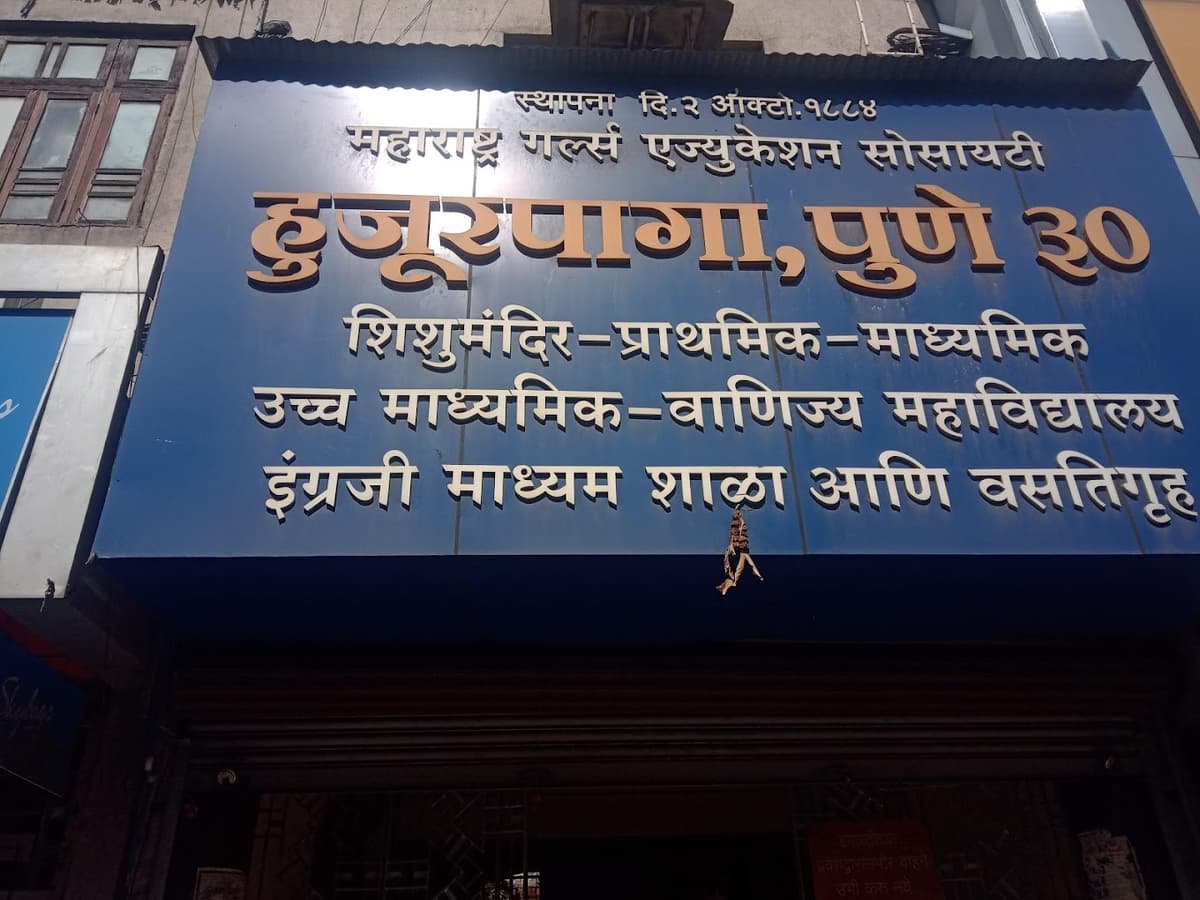 स्थापना दि.२ ऑक्टो.१८८४
महाराष्ट्र गर्ल्स एज्युकेशन सोसायटी
हुजूरपागा, पुणे ३०
शिशुमंदिर–प्राथमिक–माध्यमिक
उच्च माध्यमिक–वाणिज्य महाविद्यालय
इंग्रजी माध्यम शाळा आणि वसतिगृह